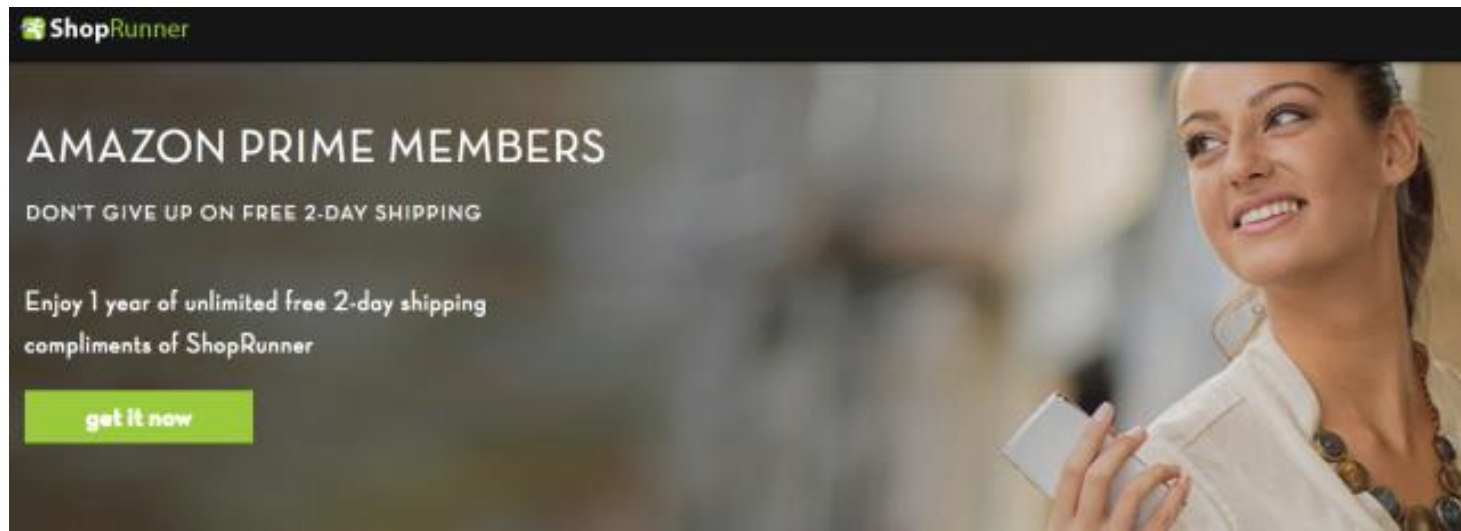 ShopRunner
AMAZON PRIME MEMBERS
DON'T GIVE UP ON FREE 2-DAY SHIPPING
Enjoy 1 year of unlimited free 2-day shipping
compliments of ShopRunner
get it now